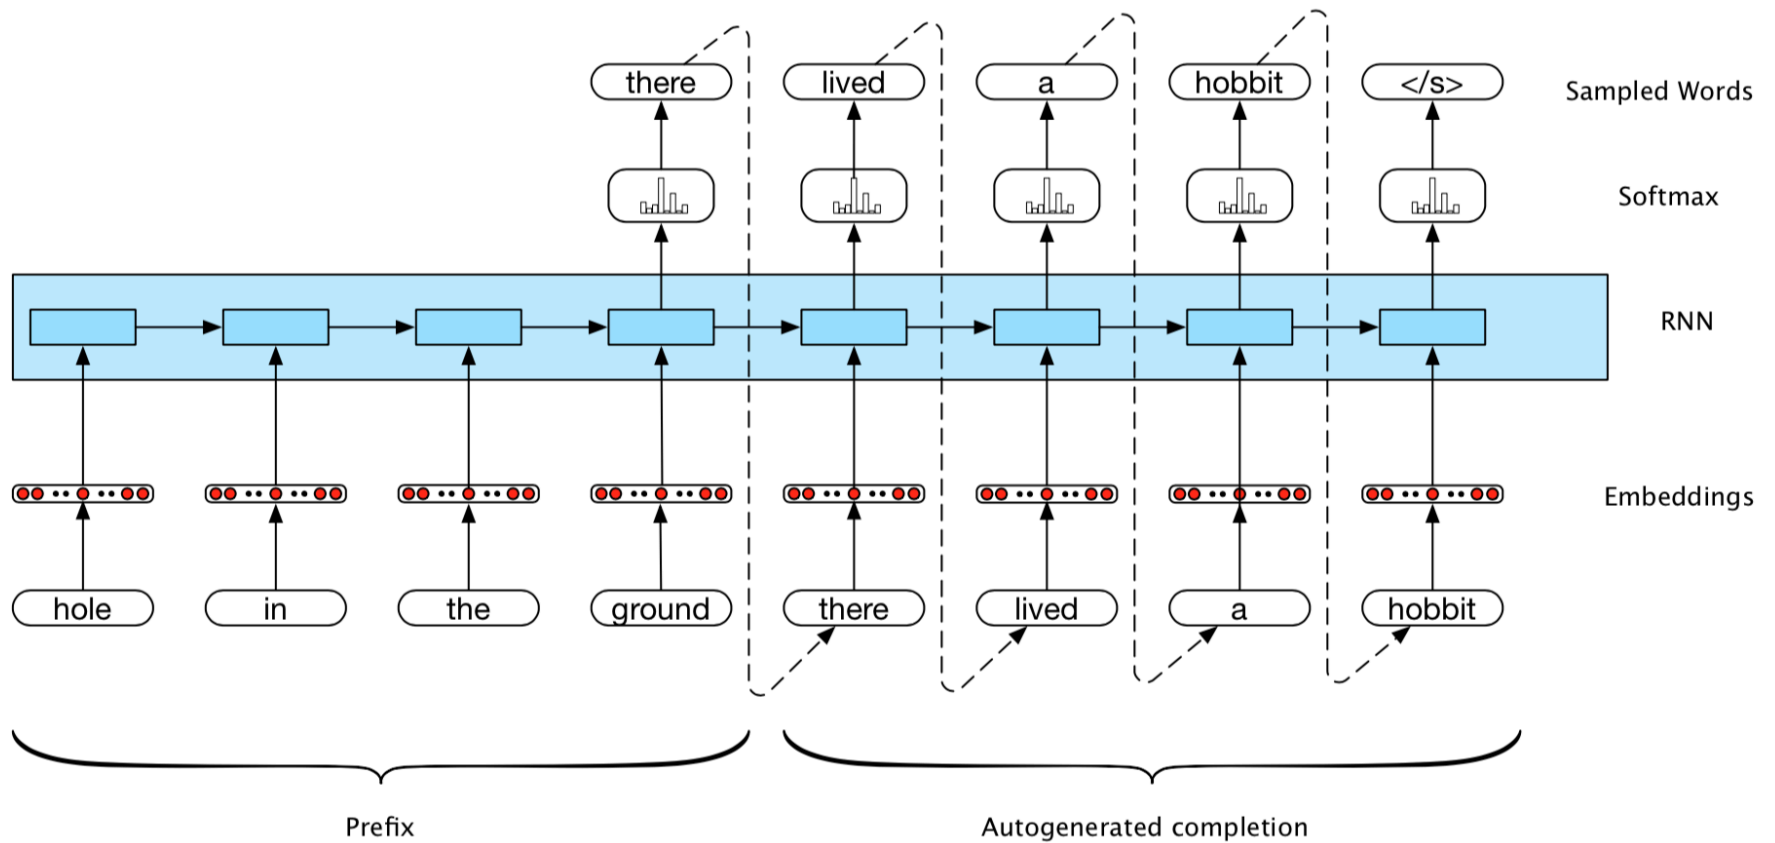 there lived a hobbit </s> Sampled Words
Softmax
RNN
Embeddings
hole in the ground there lived a hobbit
Prefix Autogenerated completion